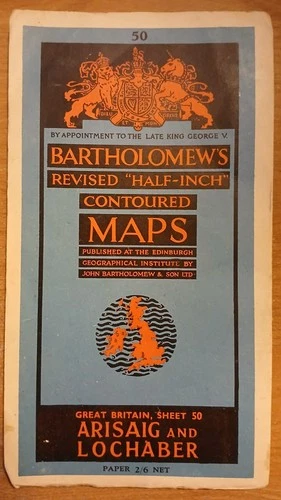 50
BY APPOINTMENT TO THE LATE KING GEORGE V.
BARTHOLOMEW'S
REVISED "HALF-INCH"
CONTOURED
MAPS
PUBLISHED AT THE EDINBURGH
GEOGRAPHICAL INSTITUTE BY
JOHN BARTHOLOMEW & SON LTD
GREAT BRITAIN, SHEET 50
ARISAIG AND
LOCHABER
PAPER 2/6 NET